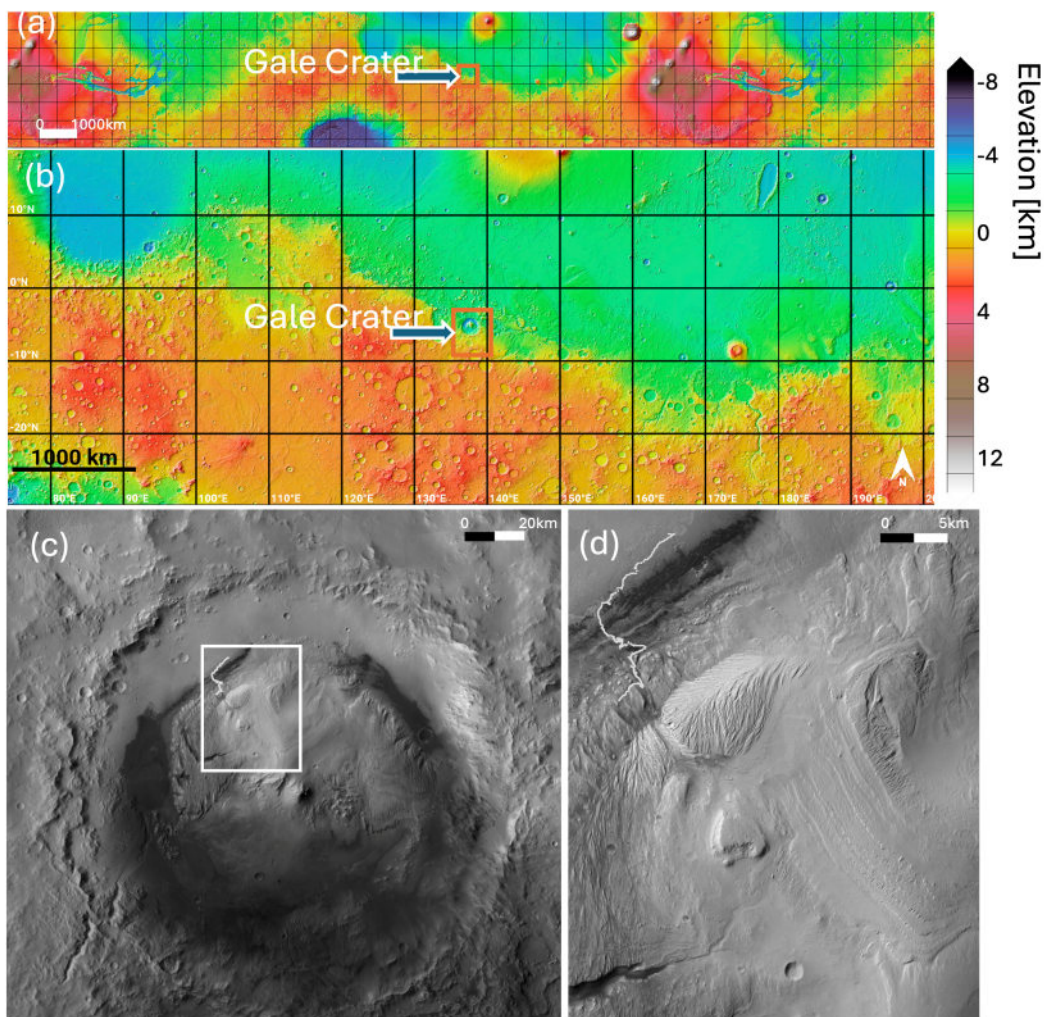 (a)
Gale Crater
0 1000km
Elevation [km]
-8
-4
0
4
8
12
(b)
10°N
0°N
Gale Crater
-10°N
-20°N
1000 km
N
80°E 90°E 100°E 110°E 120°E 130°E 140°E 150°E 160°E 170°E 180°E 190°E
(c)
0 20km
(d)
0 5km